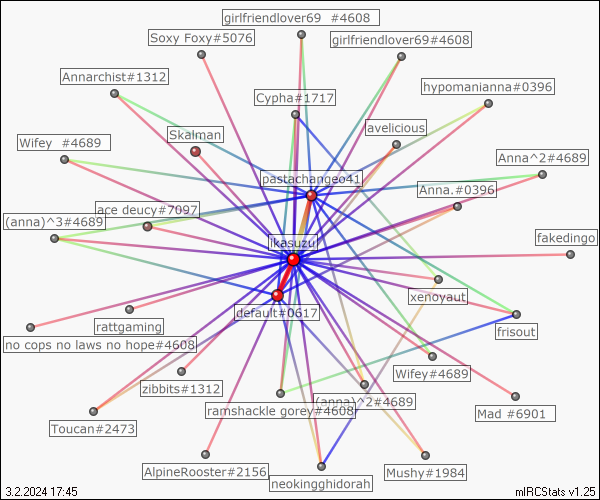 girlfriendlover69 #4608
Soxy Foxy#5076
girlfriendlover69#4608
Annarchist#1312
hypomanianna#0396
Cypha#1717
Skalman
avelicious
Wifey #4689
Anna^2#4689
pastachangeo41
Anna.#0396
ace deucy#7097
(anna)^3#4689
ikasuzu
fakedingo
xenoyaut
default#0617
rattgaming
frisout
no cops no laws no hope#4608
Wifey#4689
zibbits#1312
(anna)^2#4689
ramshackle gorey#4608
Mad #6901
Toucan#2473
AlpineRooster#2156
Mushy#1984
neokingghidorah
3.2.2024 17:45
mIRCStats v1.25